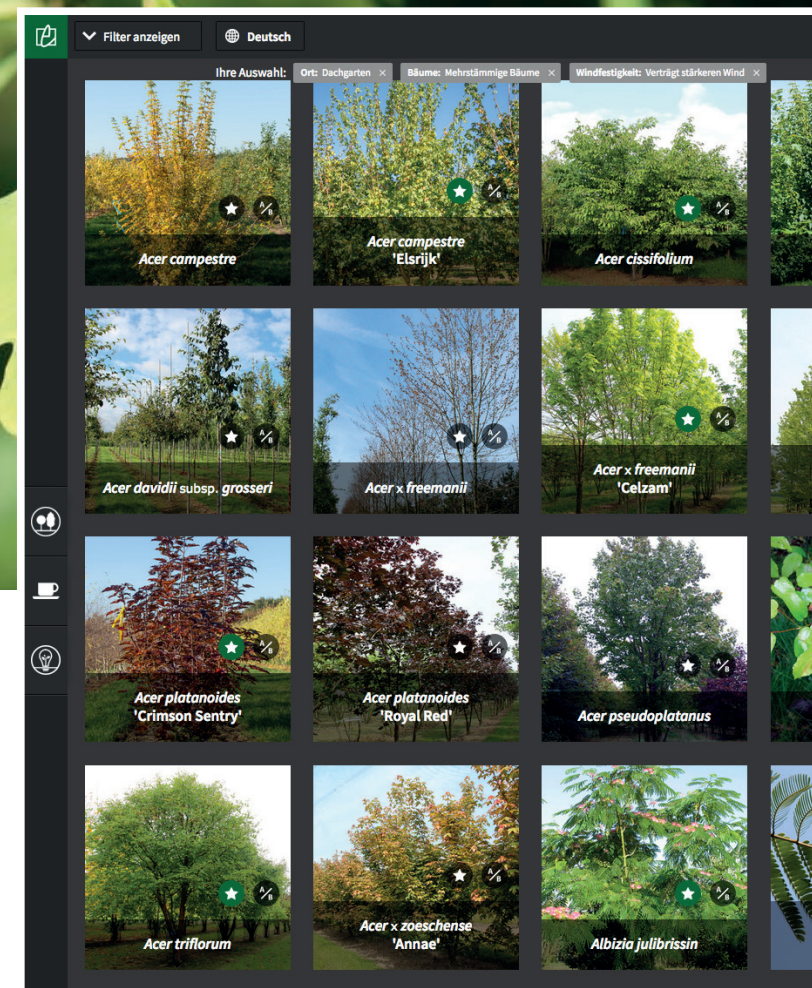 Filter anzeigen
Deutsch
Ihre Auswahl: Ort: Dachgarten × Bäume: Mehrstämmige Bäume × Windfestigkeit: Verträgt stärkeren Wind ×
A/B A/B A/B
Acer campestre
Acer campestre
'Elsrijk'
Acer cissifolium
A/B A/B A/B
Acer davidii subsp. grosseri
Acer x freemanii
Acer x freemanii
'Celzam'
A/B A/B A/B
Acer platanoides
'Crimson Sentry'
Acer platanoides
'Royal Red'
Acer pseudoplatanus
A/B A/B A/B
Acer triflorum
Acer x zoeschense
'Annae'
Albizia julibrissin